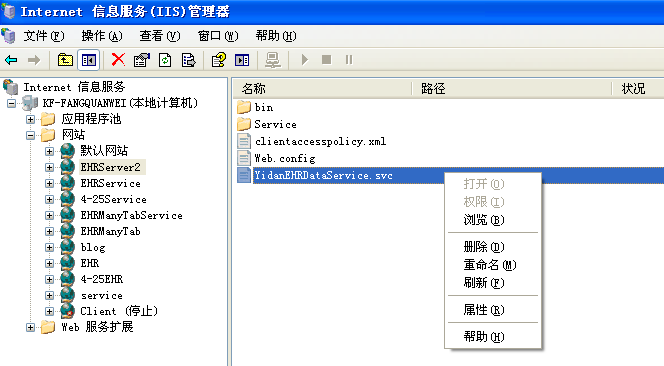 Internet 信息服务(IIS)管理器
文件(F) 操作(A) 查看(V) 窗口(W) 帮助(H)
Internet 信息服务
KF-FANGQUANWEI(本地计算机)
应用程序池
网站
默认网站
EHRServer2
EHRService
4-25Service
EHRManyTabService
EHRManyTab
blog
EHR
4-25EHR
service
Client (停止)
Web 服务扩展
名称 路径 状况
bin
Service
clientaccesspolicy.xml
Web.config
YidanEHRDataService.svc
打开(O)
权限(I)
浏览(B)
删除(D)
重命名(M)
刷新(F)
属性(R)
帮助(H)